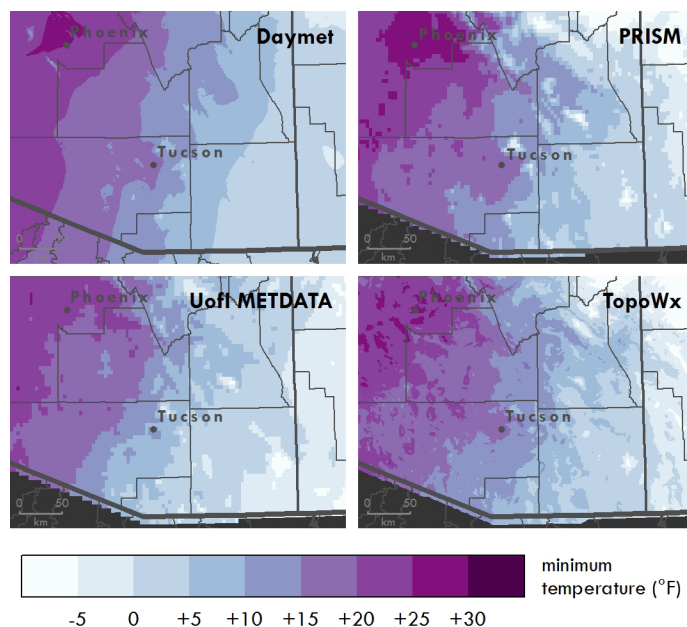 Phoenix
Daymet
Tucson
0 50
km
Phoenix
PRISM
Tucson
0 50
km
Phoenix
UofI METDATA
Tucson
0 50
km
Phoenix
TopoWx
Tucson
0 50
km
minimum
temperature (°F)
-5 0 +5 +10 +15 +20 +25 +30